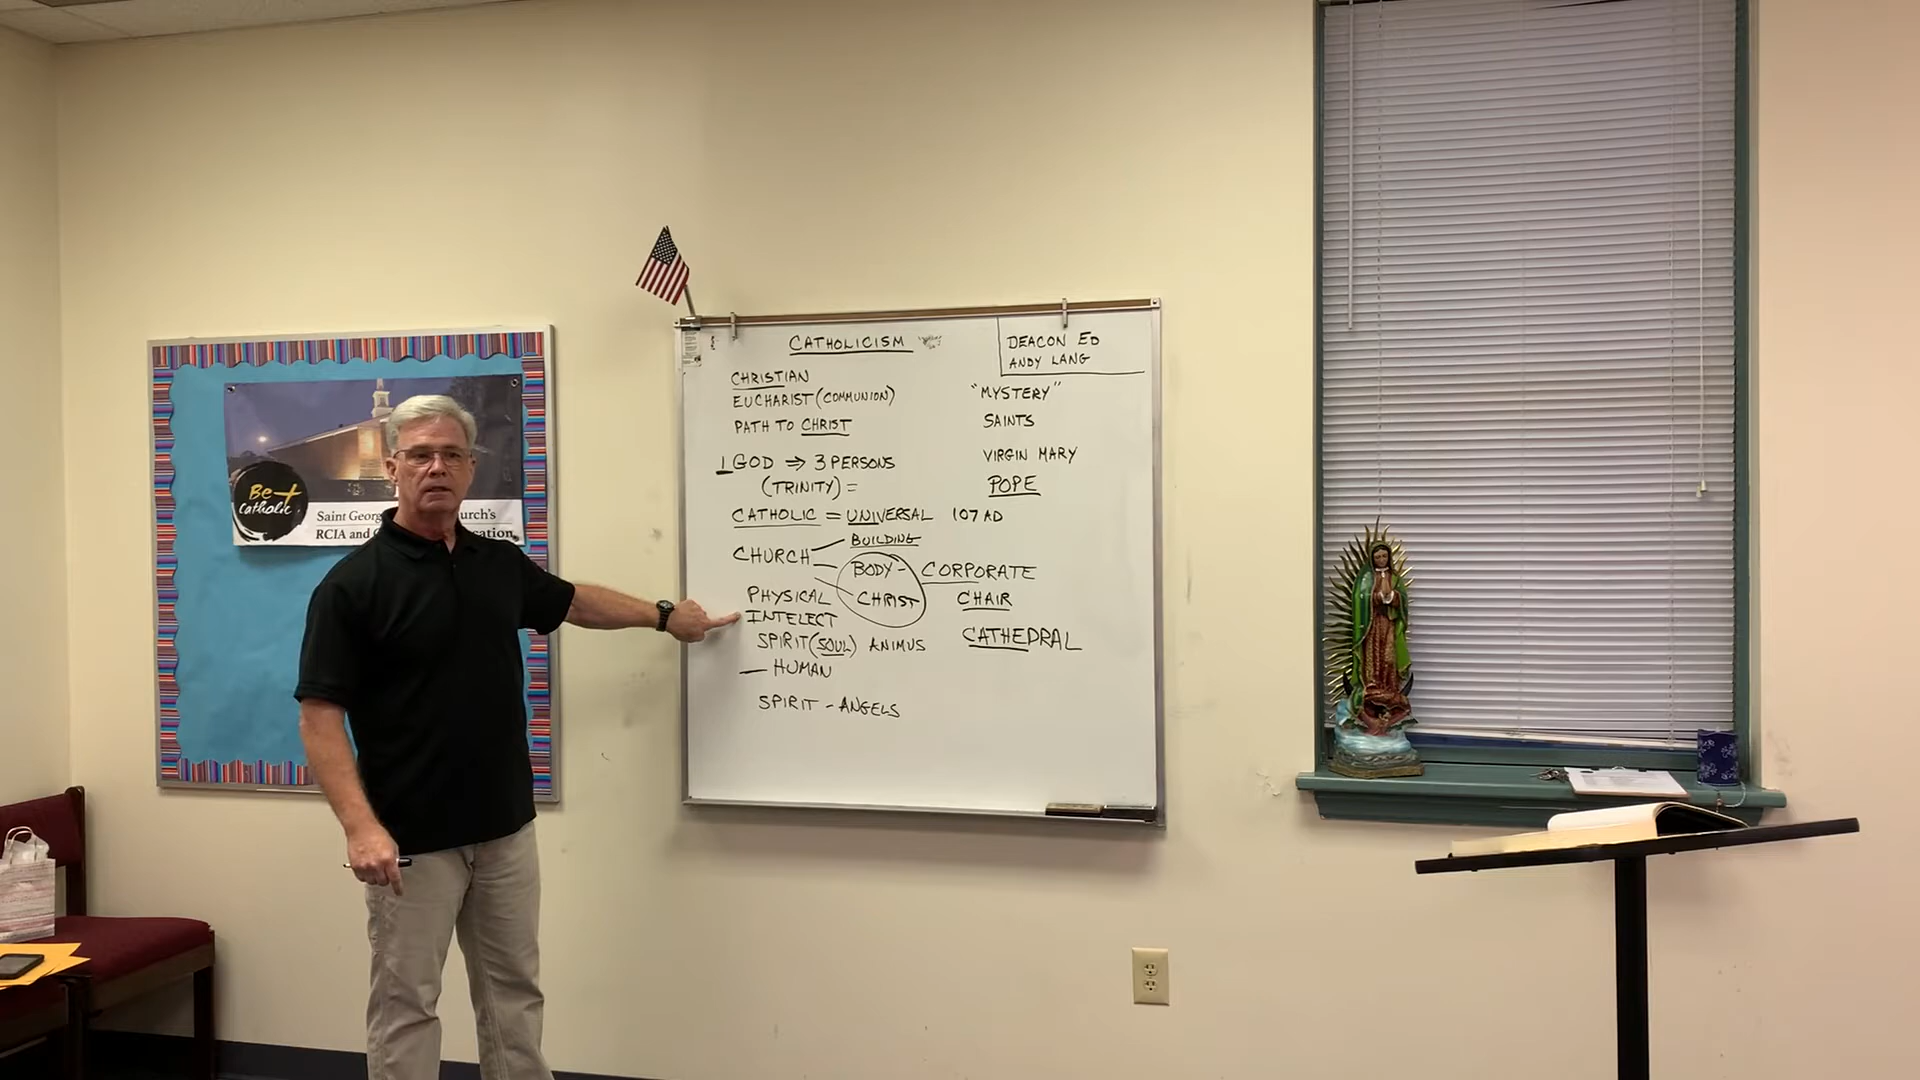 Be+
Catholic.
Saint Georg urch's
RCIA and
CATHOLICISM
DEACON ED
ANDY LANG
CHRISTIAN
EUCHARIST (COMMUNION)
"MYSTERY"
PATH TO CHRIST
SAINTS
1 GOD ⇒ 3 PERSONS
VIRGIN MARY
(TRINITY) =
POPE
CATHOLIC = UNIVERSAL 107 AD
CHURCH
BUILDING
BODY - CORPORATE
PHYSICAL
CHRIST
CHAIR
INTELECT
SPIRIT (SOUL) ANIMUS
CATHEDRAL
— HUMAN
SPIRIT - ANGELS